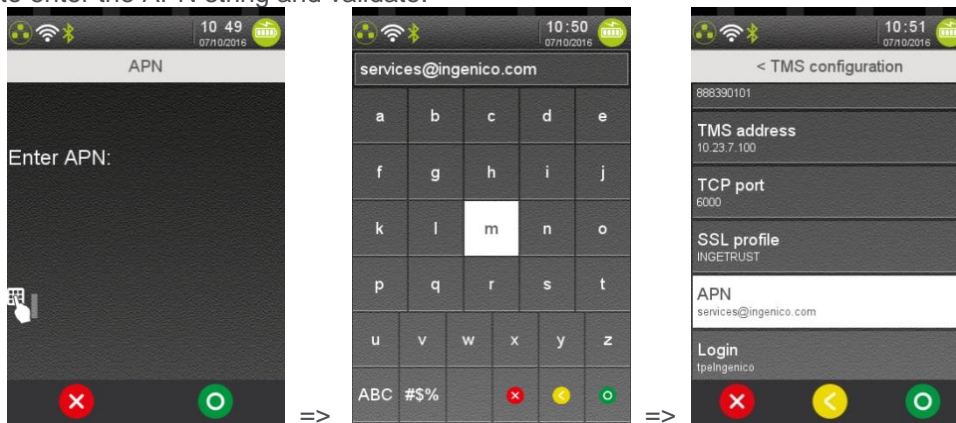 to enter the APN string and validate.
10 49
07/10/2016
APN
Enter APN:
=>
10:50
07/10/2016
services@ingenico.com
a b c d e
f g h i j
k l m n o
p q r s t
u v w x y z
ABC #$%
=>
10:51
07/10/2016
< TMS configuration
888390101
TMS address
10.23.7.100
TCP port
6000
SSL profile
INGETRUST
APN
services@ingenico.com
Login
tpeIngenico